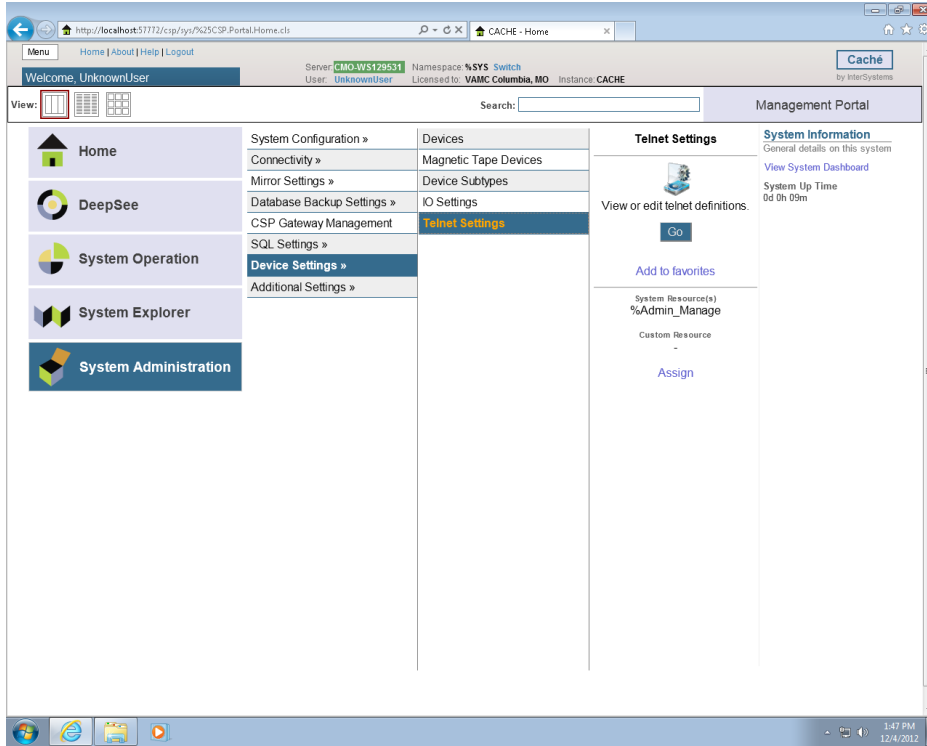 http://localhost:57772/csp/sys/%25CSP.Portal.Home.cls
CACHE - Home
Menu
Home | About | Help | Logout
Welcome, UnknownUser
Server: CMO-WS129531 Namespace: %SYS Switch
User: UnknownUser Licensed to: VAMC Columbia, MO Instance: CACHE
Caché
by InterSystems
View:
Search:
Management Portal
Home
DeepSee
System Operation
System Explorer
System Administration
System Configuration »
Connectivity »
Mirror Settings »
Database Backup Settings »
CSP Gateway Management
SQL Settings »
Device Settings »
Additional Settings »
Devices
Magnetic Tape Devices
Device Subtypes
IO Settings
Telnet Settings
Telnet Settings
View or edit telnet definitions.
Go
Add to favorites
System Resource(s)
%Admin_Manage
Custom Resource
-
Assign
System Information
General details on this system
View System Dashboard
System Up Time
0d 0h 09m
1:47 PM
12/4/2012